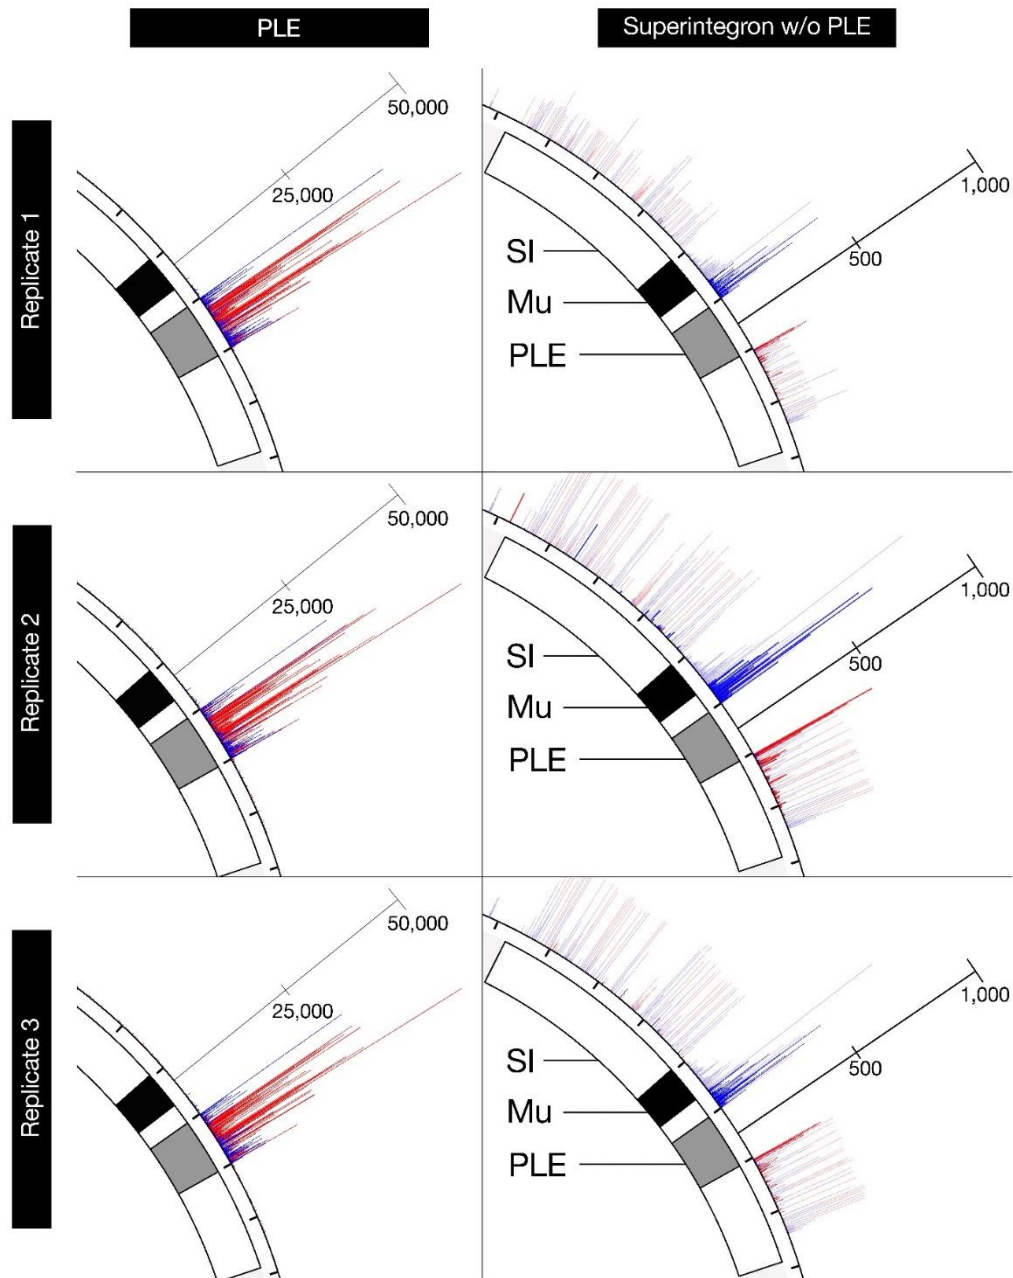 PLE
Superintegron w/o PLE
Replicate 1
50,000
25,000
1,000
500
SI
Mu
PLE
Replicate 2
50,000
25,000
1,000
500
SI
Mu
PLE
Replicate 3
50,000
25,000
1,000
500
SI
Mu
PLE